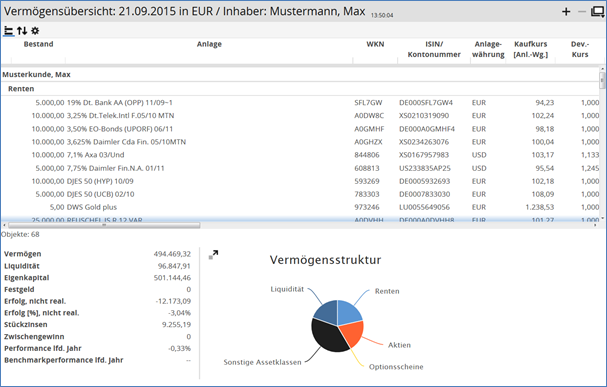 Vermögensübersicht: 21.09.2015 in EUR / Inhaber: Mustermann, Max 13:50:04
Bestand Anlage WKN ISIN/ Kontonummer Anlage- währung Kaufkurs [Anl.-Wg.] Dev.- Kurs
Musterkunde, Max
Renten
5.000,00 19% Dt. Bank AA (OPP) 11/09~1 SFL7GW DE000SFL7GW4 EUR 94,23 1,000
10.000,00 3,25% Dt.Telek.Intl F.05/10 MTN A0DW8C XS0210319090 EUR 102,24 1,000
10.000,00 3,50% EO-Bonds (UPORF) 06/11 A0GMHF DE000A0GMHF4 EUR 98,18 1,000
10.000,00 3,625% Daimler Cda Fin. 05/10MTN A0GHZX XS0234263076 EUR 100,04 1,000
10.000,00 7,1% Axa 03/Und 844806 XS0167957983 USD 103,17 1,133
5.000,00 7,75% Daimler Fin.N.A. 01/11 608813 US233835AP25 USD 95,54 1,245
10.000,00 DJES 50 (HYP) 10/09 593269 DE0005932693 EUR 102,18 1,000
10.000,00 DJES 50 (UCB) 02/10 783303 DE0007833030 EUR 108,09 1,000
5,00 DWS Gold plus 973246 LU0055649056 EUR 1.238,53 1,000
25.000,00 REUSCHEL IS R 12 VAR A0DVHH DE000A0DVHH8 EUR 101,27 1,000
Objekte: 68
Vermögen 494.469,32
Liquidität 96.847,91
Eigenkapital 501.144,46
Festgeld 0
Erfolg, nicht real. -12.173,09
Erfolg [%], nicht real. -3,04%
Stückzinsen 9.255,19
Zwischengewinn 0
Performance lfd. Jahr -0,33%
Benchmarkperformance lfd. Jahr --
Vermögensstruktur
Liquidität
Renten
Aktien
Sonstige Assetklassen
Optionsscheine